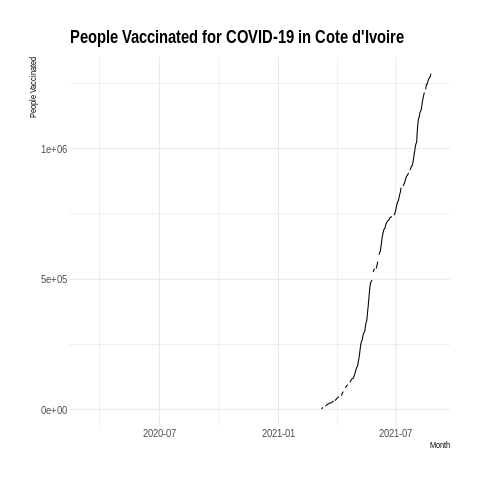 People Vaccinated for COVID-19 in Cote d'Ivoire
People Vaccinated
1e+06
5e+05
0e+00
2020-07 2021-01 2021-07
Month